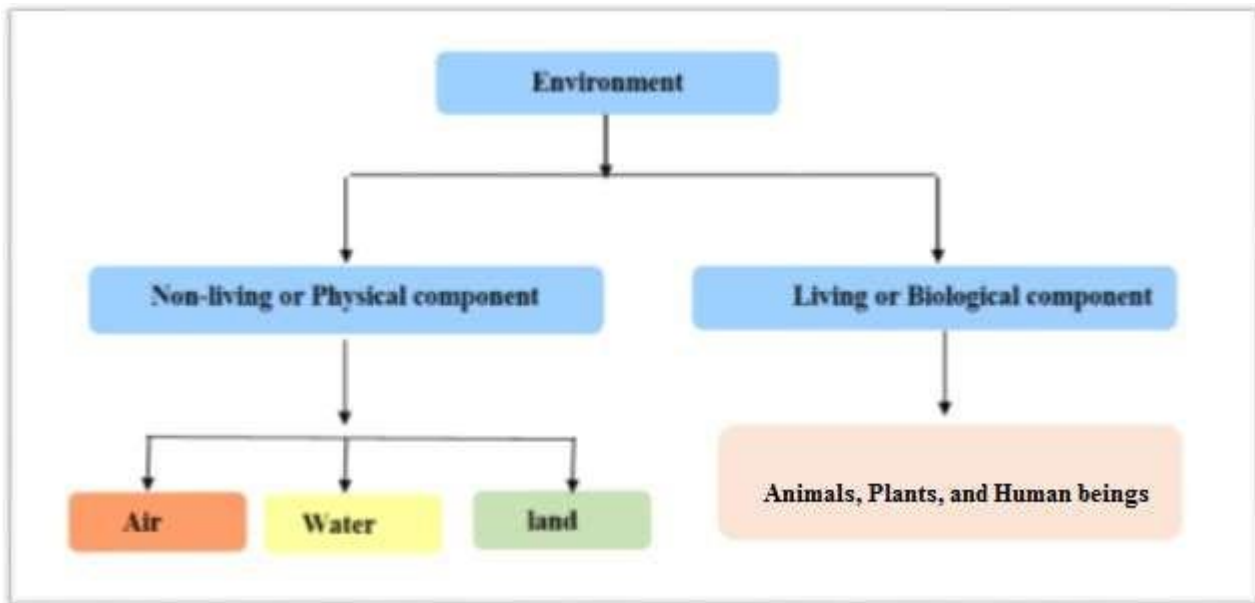 Environment
Non-living or Physical component
Living or Biological component
Air
Water
land
Animals, Plants, and Human beings